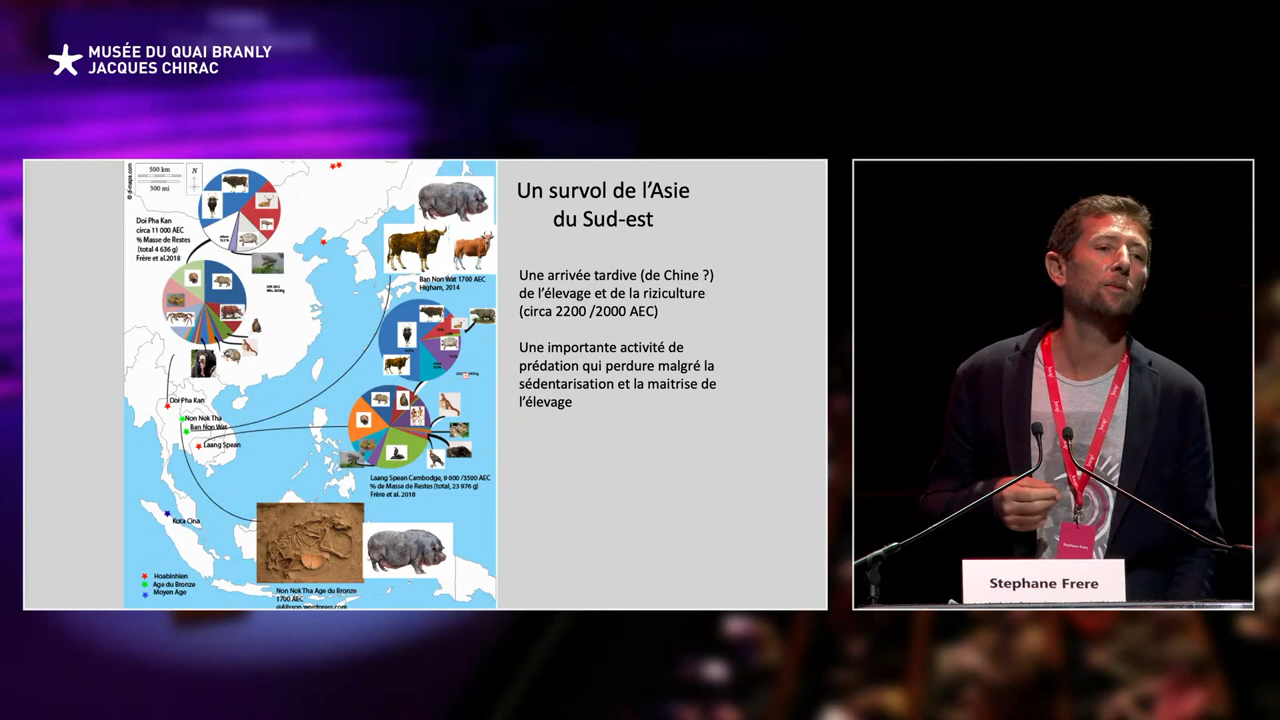 MUSÉE DU QUAI BRANLY
JACQUES CHIRAC
© d-maps.com
500 km
300 mi
N
Doi Pha Kan
circa 11 000 AEC
% Masse de Restes
(total 4 636 g)
Frère et al.2018
Ban Non Wat 1700 AEC
Higham, 2014
Doi Pha Kan
Non Nok Tha
Ban Non Wat
Laang Spean
Laang Spean Cambodge, 9 000 /3500 AEC
% de Masse de Restes (total, 23 976 g)
Frère et al. 2018
Kota Cina
Hoabinhien
Age du Bronze
Moyen Age
Non Nok Tha Age du Bronze
1700 AEC
Un survol de l’Asie
du Sud-est
Une arrivée tardive (de Chine ?)
de l’élevage et de la riziculture
(circa 2200 /2000 AEC)
Une importante activité de
prédation qui perdure malgré la
sédentarisation et la maitrise de
l’élevage
Stephane Frere
Stephane Frere